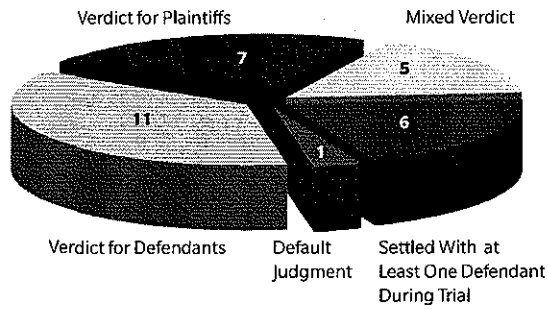 Verdict for Plaintiffs
Mixed Verdict
7
5
11
6
1
Verdict for Defendants
Default
Judgment
Settled With at
Least One Defendant
During Trial